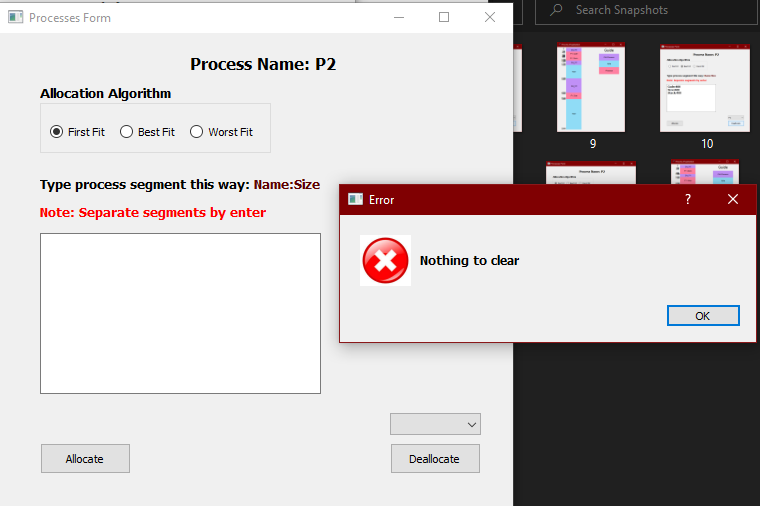 Processes Form
Search Snapshots
Process Name: P2
Allocation Algorithm
First Fit
Best Fit
Worst Fit
9
10
Type process segment this way: Name:Size
Note: Separate segments by enter
Error
?
Nothing to clear
OK
Allocate
Deallocate